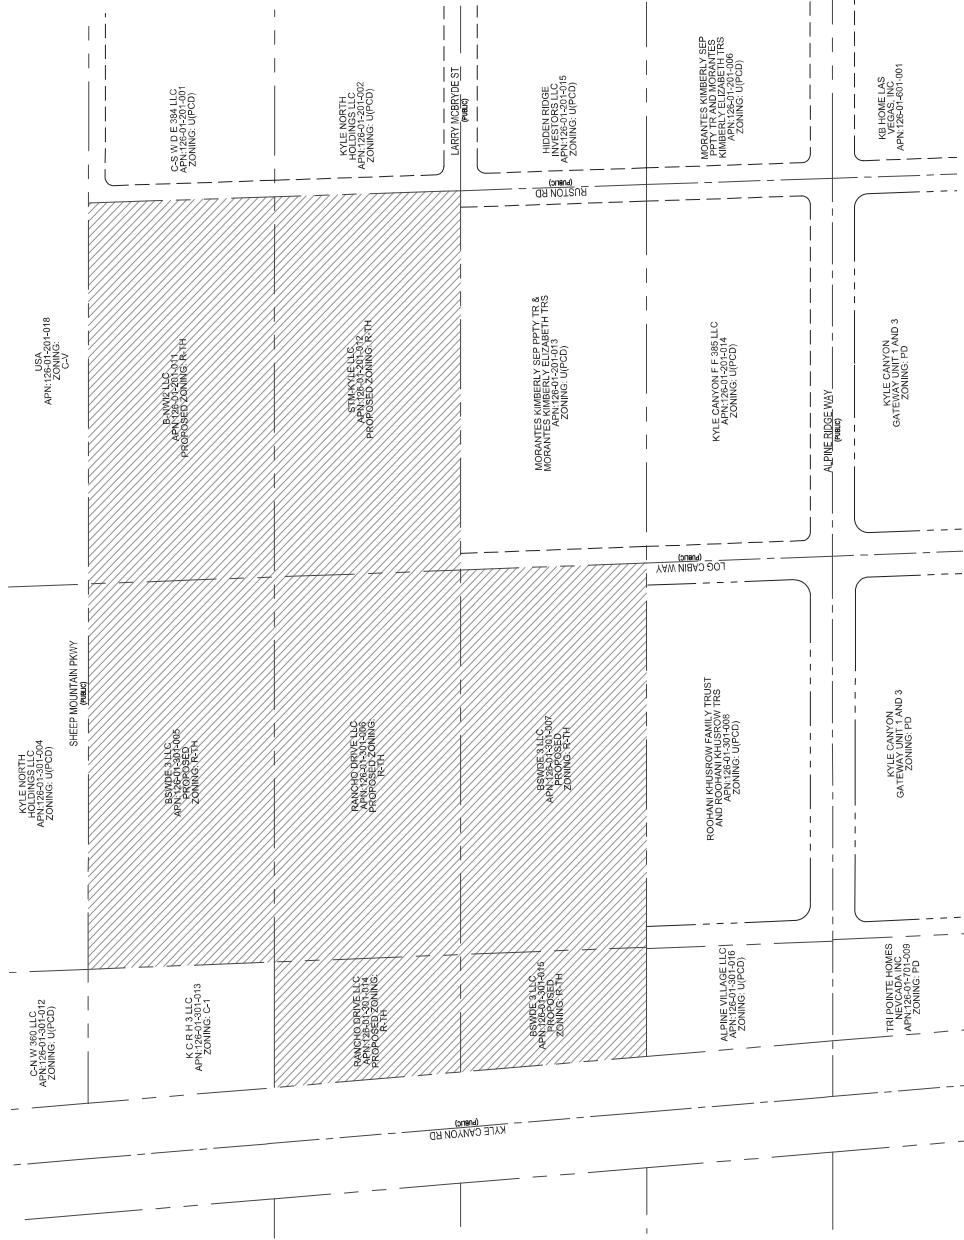 USA
APN:126-01-201-018
ZONING:
C-V
KYLE NORTH
HOLDINGS LLC
APN:126-01-301-004
ZONING: U(PCD)
C-N W 360 LLC
APN:126-01-301-012
ZONING: U(PCD)
SHEEP MOUNTAIN PKWY
(PUBLIC)
C-S W D E 384 LLC
APN:126-01-201-001
ZONING: U(PCD)
B-NWI2 LLC
APN:126-01-201-011
PROPOSED ZONING: R-TH
BSWDE 3 LLC
APN:126-01-301-005
PROPOSED
ZONING: R-TH
K C R H 3 LLC
APN:126-01-301-013
ZONING: C-1
KYLE NORTH
HOLDINGS LLC
APN:126-01-201-002
ZONING: U(PCD)
STM-KYLE LLC
APN:126-01-201-012
PROPOSED ZONING: R-TH
RANCHO DRIVE LLC
APN:126-01-301-006
PROPOSED ZONING:
R-TH
RANCHO DRIVE LLC
APN:126-01-301-014
PROPOSED ZONING:
R-TH
LARRY MCBRYDE ST
(PUBLIC)
HIDDEN RIDGE
INVESTORS LLC
APN:126-01-201-015
ZONING: U(PCD)
RUSTON RD
(PUBLIC)
MORANTES KIMBERLY SEP PPTY TR &
MORANTES KIMBERLY ELIZABETH TRS
APN:126-01-201-013
ZONING: U(PCD)
BSWDE 3 LLC
APN:126-01-301-007
PROPOSED
ZONING: R-TH
BSWDE 3 LLC
APN:126-01-301-015
PROPOSED
ZONING: R-TH
KYLE CANYON RD
(PUBLIC)
MORANTES KIMBERLY SEP
PPTY TR AND MORANTES
KIMBERLY ELIZABETH TRS
APN:126-01-201-006
ZONING: U(PCD)
KYLE CANYON F F 385 LLC
APN:126-01-201-014
ZONING: U(PCD)
LOG CABIN WAY
(PUBLIC)
ROOHANI KHUSROW FAMILY TRUST
AND ROOHANI KHUSROW TRS
APN:126-01-301-008
ZONING: U(PCD)
ALPINE VILLAGE LLC
APN:126-01-301-016
ZONING: U(PCD)
ALPINE RIDGE WAY
(PUBLIC)
KB HOME LAS
VEGAS, INC
APN:126-01-601-001
KYLE CANYON
GATEWAY UNIT 1 AND 3
ZONING: PD
KYLE CANYON
GATEWAY UNIT 1 AND 3
ZONING: PD
TRI POINTE HOMES
NEVCADA INC
APN:126-01-701-009
ZONING: PD